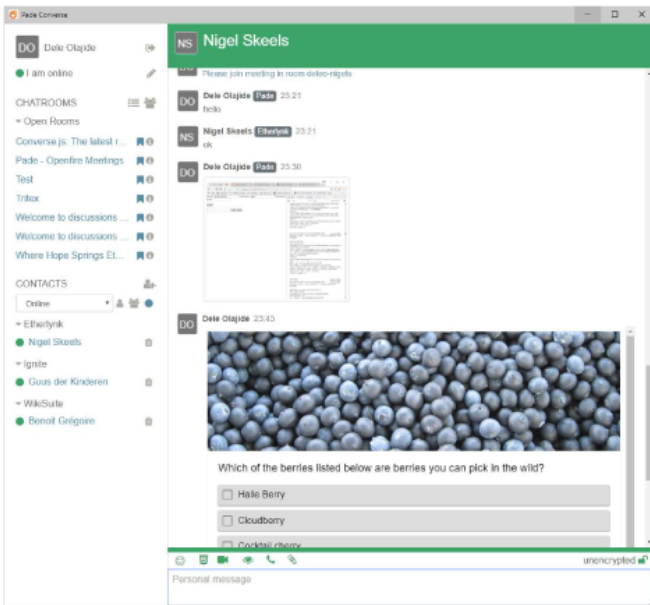 Pade Converse
DO Dele Olajide
I am online
CHATROOMS
Open Rooms
Converse.js: The latest r...
Pade - Openfire Meetings
Test
Trifax
Welcome to discussions ...
Welcome to discussions ...
Where Hope Springs Et...
CONTACTS
Online
Etherlynk
Nigel Skeels
Ignite
Guus der Kinderen
WikiSuite
Benoit Grégoire
NS Nigel Skeels
Please join meeting in room deleo-nigels
DO Dele Olajide Pade 23:21
hello
NS Nigel Skeels Etherlynk 23:21
ok
DO Dele Olajide Pade 23:30
DO Dele Olajide 23:45
Which of the berries listed below are berries you can pick in the wild?
Halle Berry
Cloudberry
Cocktail cherry
unencrypted
Personal message